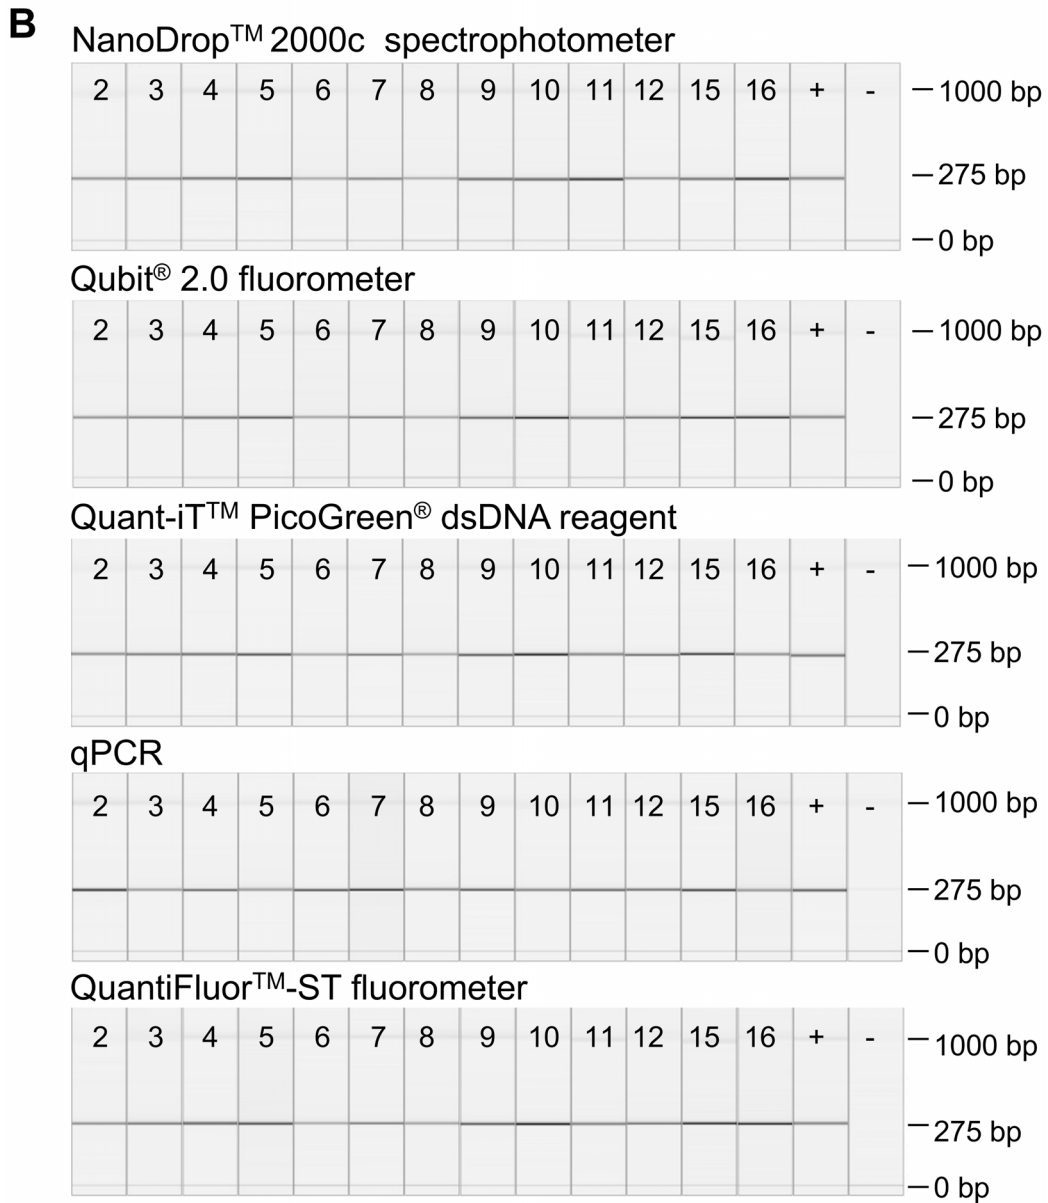 B
NanoDrop™ 2000c spectrophotometer
2 3 4 5 6 7 8 9 10 11 12 15 16 + -
1000 bp
275 bp
0 bp
Qubit® 2.0 fluorometer
2 3 4 5 6 7 8 9 10 11 12 15 16 + -
1000 bp
275 bp
0 bp
Quant-iT™ PicoGreen® dsDNA reagent
2 3 4 5 6 7 8 9 10 11 12 15 16 + -
1000 bp
275 bp
0 bp
qPCR
2 3 4 5 6 7 8 9 10 11 12 15 16 + -
1000 bp
275 bp
0 bp
QuantiFluor™-ST fluorometer
2 3 4 5 6 7 8 9 10 11 12 15 16 + -
1000 bp
275 bp
0 bp